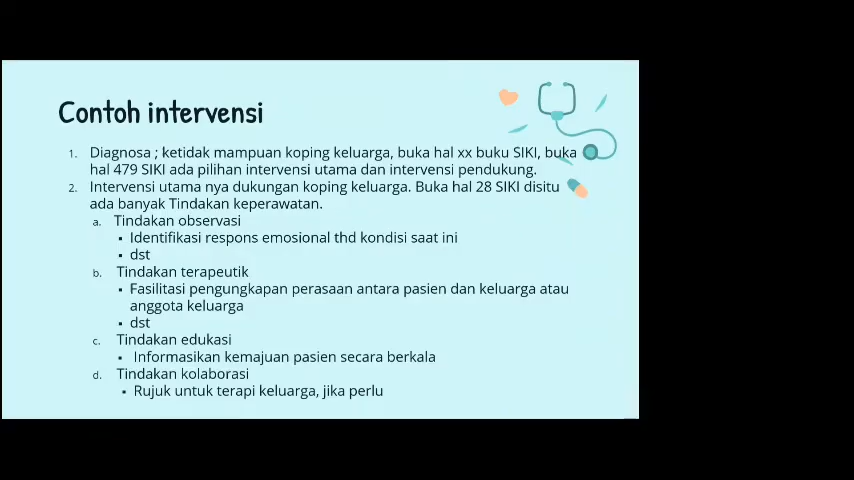 Contoh intervensi
1. Diagnosa ; ketidak mampuan koping keluarga, buka hal xx buku SIKI, buka
hal 479 SIKI ada pilihan intervensi utama dan intervensi pendukung.
2. Intervensi utama nya dukungan koping keluarga. Buka hal 28 SIKI disitu
ada banyak Tindakan keperawatan.
a. Tindakan observasi
▪ Identifikasi respons emosional thd kondisi saat ini
▪ dst
b. Tindakan terapeutik
▪ Fasilitasi pengungkapan perasaan antara pasien dan keluarga atau
anggota keluarga
▪ dst
c. Tindakan edukasi
▪ Informasikan kemajuan pasien secara berkala
d. Tindakan kolaborasi
▪ Rujuk untuk terapi keluarga, jika perlu